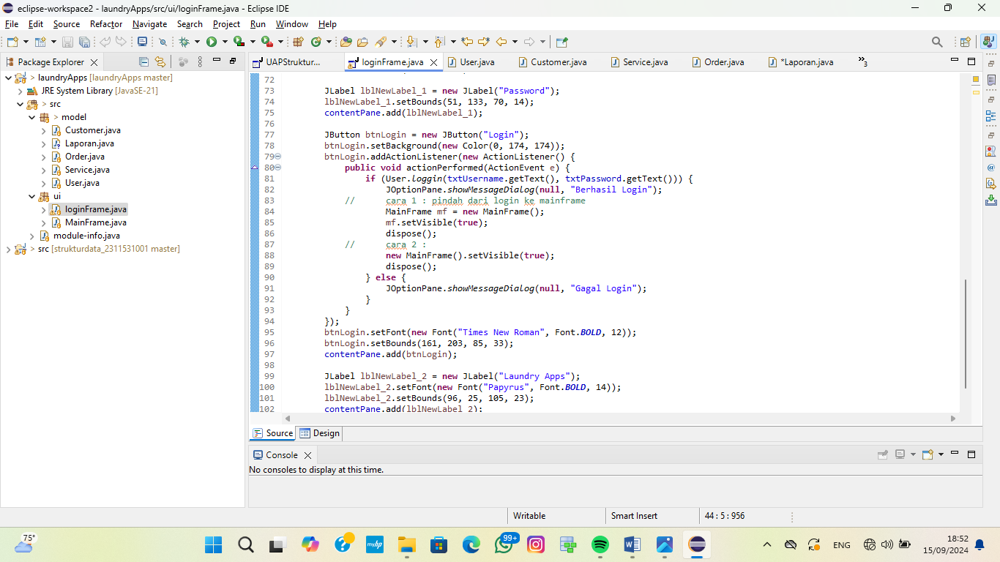 eclipse-workspace2 - laundryApps/src/ui/loginFrame.java - Eclipse IDE
File Edit Source Refactor Navigate Search Project Run Window Help
Package Explorer
UAPStruktur...
loginFrame.java
User.java
Customer.java
Service.java
Order.java
*Laporan.java
»3
> laundryApps [laundryApps master]
JRE System Library [JavaSE-21]
> src
> model
Customer.java
Laporan.java
Order.java
Service.java
User.java
ui
loginFrame.java
MainFrame.java
module-info.java
> src [strukturdata_2311531001 master]
72
73 JLabel lblNewLabel_1 = new JLabel("Password");
74 lblNewLabel_1.setBounds(51, 133, 70, 14);
75 contentPane.add(lblNewLabel_1);
76
77 JButton btnLogin = new JButton("Login");
78 btnLogin.setBackground(new Color(0, 174, 174));
79 btnLogin.addActionListener(new ActionListener() {
80 public void actionPerformed(ActionEvent e) {
81 if (User.loggin(txtUsername.getText(), txtPassword.getText())) {
82 JOptionPane.showMessageDialog(null, "Berhasil Login");
83 // cara 1 : pindah dari login ke mainframe
84 MainFrame mf = new MainFrame();
85 mf.setVisible(true);
86 dispose();
87 // cara 2 :
88 new MainFrame().setVisible(true);
89 dispose();
90 } else {
91 JOptionPane.showMessageDialog(null, "Gagal Login");
92 }
93 }
94 });
95 btnLogin.setFont(new Font("Times New Roman", Font.BOLD, 12));
96 btnLogin.setBounds(161, 203, 85, 33);
97 contentPane.add(btnLogin);
98
99 JLabel lblNewLabel_2 = new JLabel("Laundry Apps");
100 lblNewLabel_2.setFont(new Font("Papyrus", Font.BOLD, 14));
101 lblNewLabel_2.setBounds(96, 25, 105, 23);
102 contentPane.add(lblNewLabel_2);
Source Design
Console
No consoles to display at this time.
Writable Smart Insert 44 : 5 : 956
75°
myhp
99+
ENG
18:52
15/09/2024